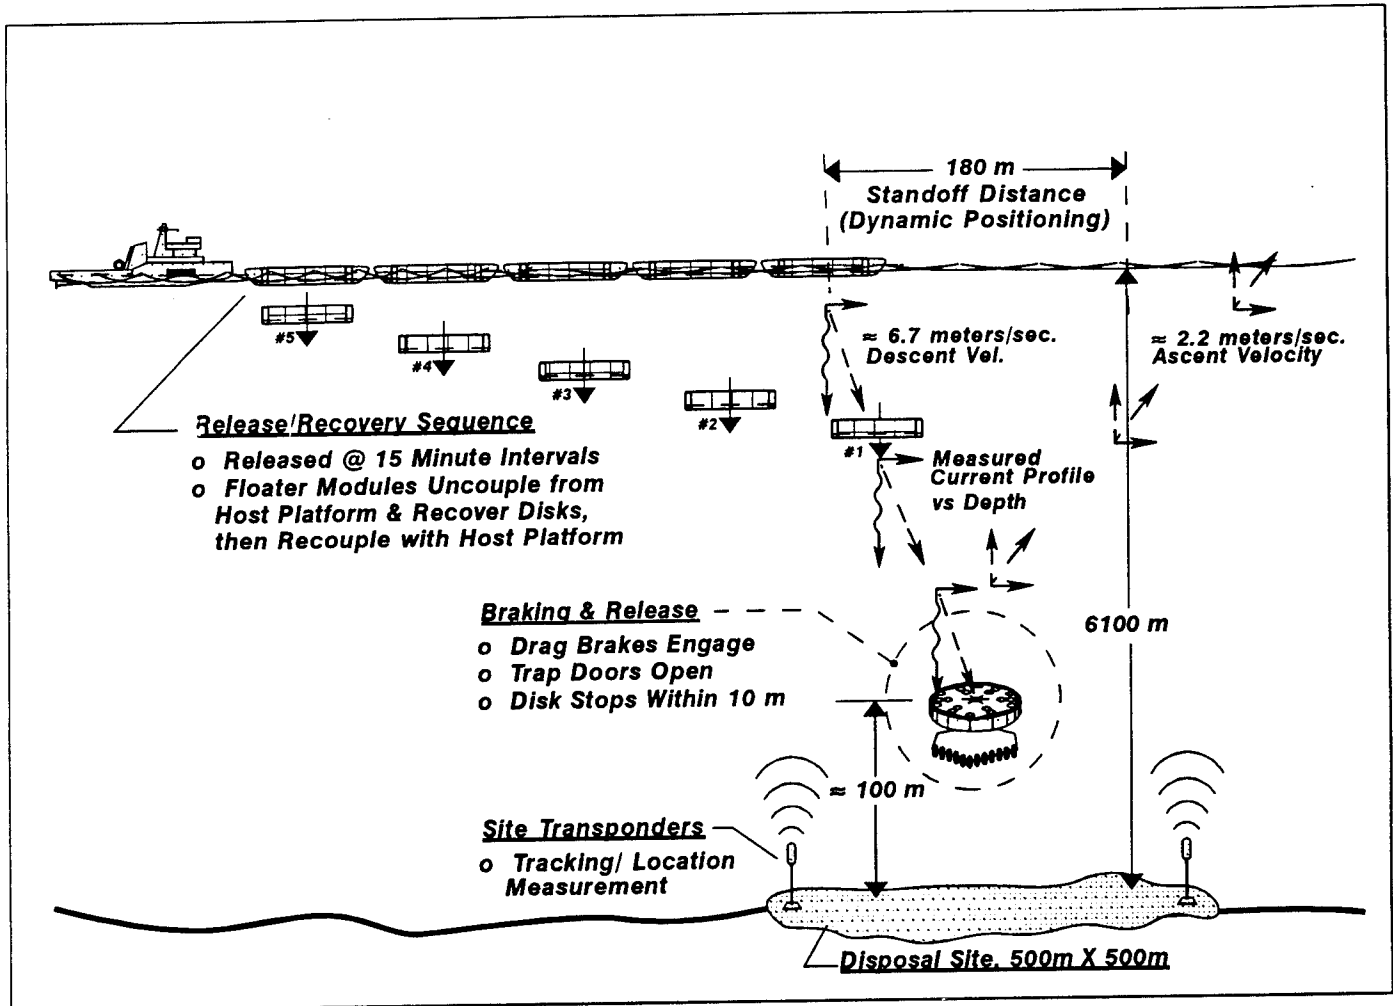 180 m
Standoff Distance
(Dynamic Positioning)
≈ 6.7 meters/sec.
Descent Vel.
≈ 2.2 meters/sec.
Ascent Velocity
#5
#4
#3
#2
#1
Release/Recovery Sequence
o Released @ 15 Minute Intervals
o Floater Modules Uncouple from
Host Platform & Recover Disks,
then Recouple with Host Platform
Measured
Current Profile
vs Depth
Braking & Release
o Drag Brakes Engage
o Trap Doors Open
o Disk Stops Within 10 m
6100 m
≈ 100 m
Site Transponders
o Tracking/ Location
Measurement
Disposal Site, 500m X 500m